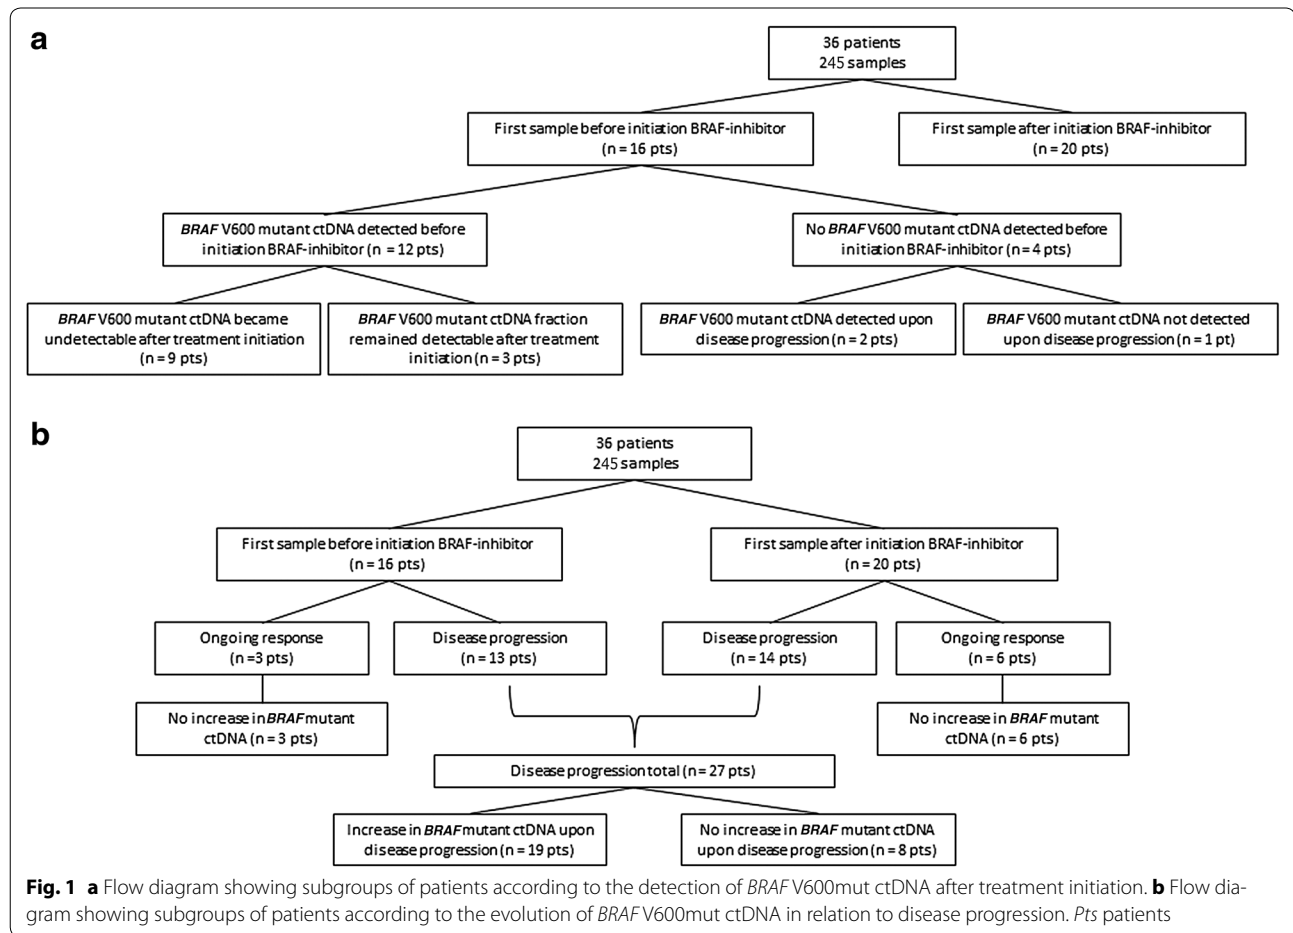 a
36 patients
245 samples
First sample before initiation BRAF-inhibitor
(n = 16 pts)
First sample after initiation BRAF-inhibitor
(n = 20 pts)
BRAF V600 mutant ctDNA detected before
initiation BRAF-inhibitor (n = 12 pts)
No BRAF V600 mutant ctDNA detected before
initiation BRAF-inhibitor (n = 4 pts)
BRAF V600 mutant ctDNA became
undetectable after treatment initiation
(n = 9 pts)
BRAF V600 mutant ctDNA fraction
remained detectable after treatment
initiation (n = 3 pts)
BRAF V600 mutant ctDNA detected upon
disease progression (n = 2 pts)
BRAF V600 mutant ctDNA not detected
upon disease progression (n = 1 pt)
b
36 patients
245 samples
First sample before initiation BRAF-inhibitor
(n = 16 pts)
First sample after initiation BRAF-inhibitor
(n = 20 pts)
Ongoing response
(n =3 pts)
Disease progression
(n = 13 pts)
Disease progression
(n = 14 pts)
Ongoing response
(n = 6 pts)
No increase in BRAF mutant
ctDNA (n = 3 pts)
No increase in BRAF mutant
ctDNA (n = 6 pts)
Disease progression total (n = 27 pts)
Increase in BRAF mutant ctDNA upon
disease progression (n = 19 pts)
No increase in BRAF mutant ctDNA
upon disease progression (n = 8 pts)
Fig. 1 a Flow diagram showing subgroups of patients according to the detection of BRAF V600mut ctDNA after treatment initiation. b Flow dia-
gram showing subgroups of patients according to the evolution of BRAF V600mut ctDNA in relation to disease progression. Pts patients